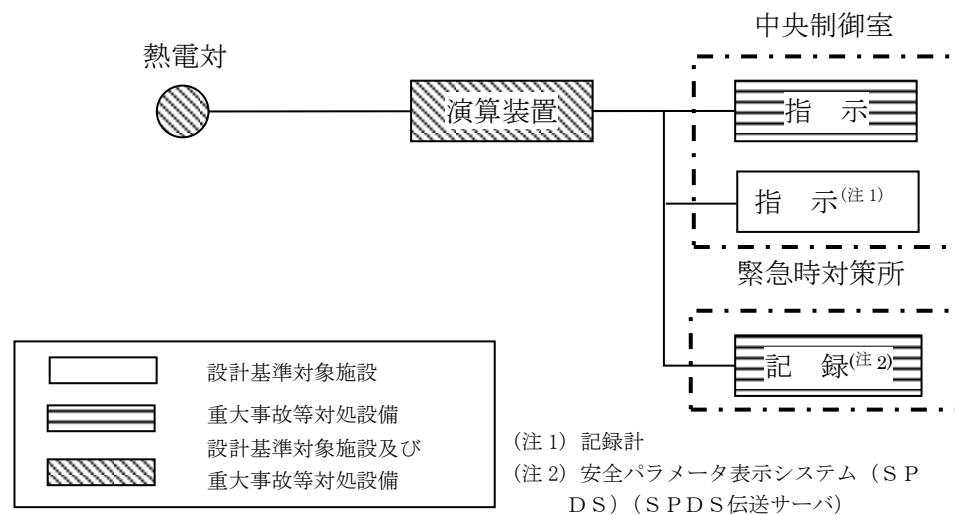 中央制御室
熱電対
演算装置
指　示
指　示(注1)
緊急時対策所
記　録(注2)
設計基準対象施設
重大事故等対処設備
設計基準対象施設及び
重大事故等対処設備
(注1) 記録計
(注2) 安全パラメータ表示システム（ＳＰ
ＤＳ）（ＳＰＤＳ伝送サーバ）